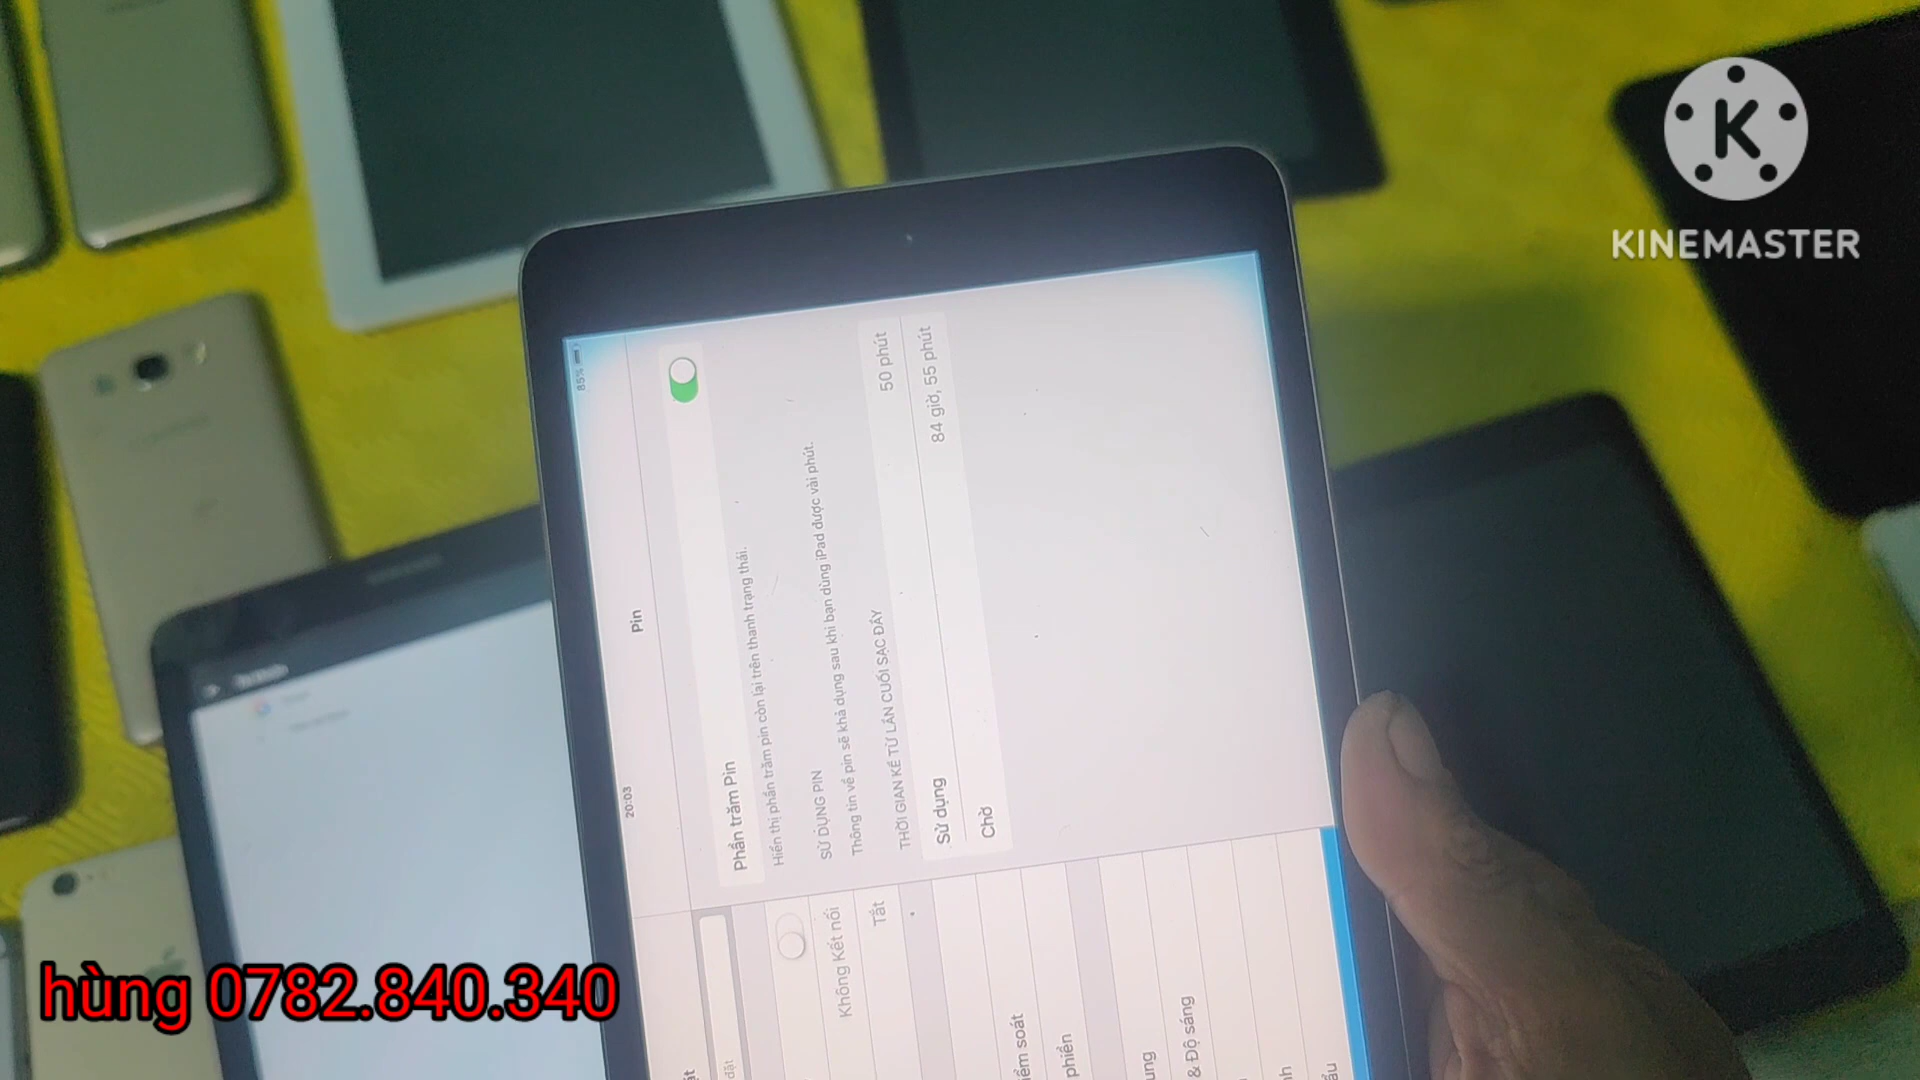 K
KINEMASTER
85%
20:03
Pin
Phần trăm Pin
Hiển thị phần trăm pin còn lại trên thanh trạng thái.
SỬ DỤNG PIN
Thông tin về pin sẽ khả dụng sau khi bạn dùng iPad được vài phút.
THỜI GIAN KỂ TỪ LẦN CUỐI SẠC ĐẦY
Sử dụng 50 phút
Chờ 84 giờ, 55 phút
Không Kết nối
Tắt
& Độ sáng
hùng 0782.840.340